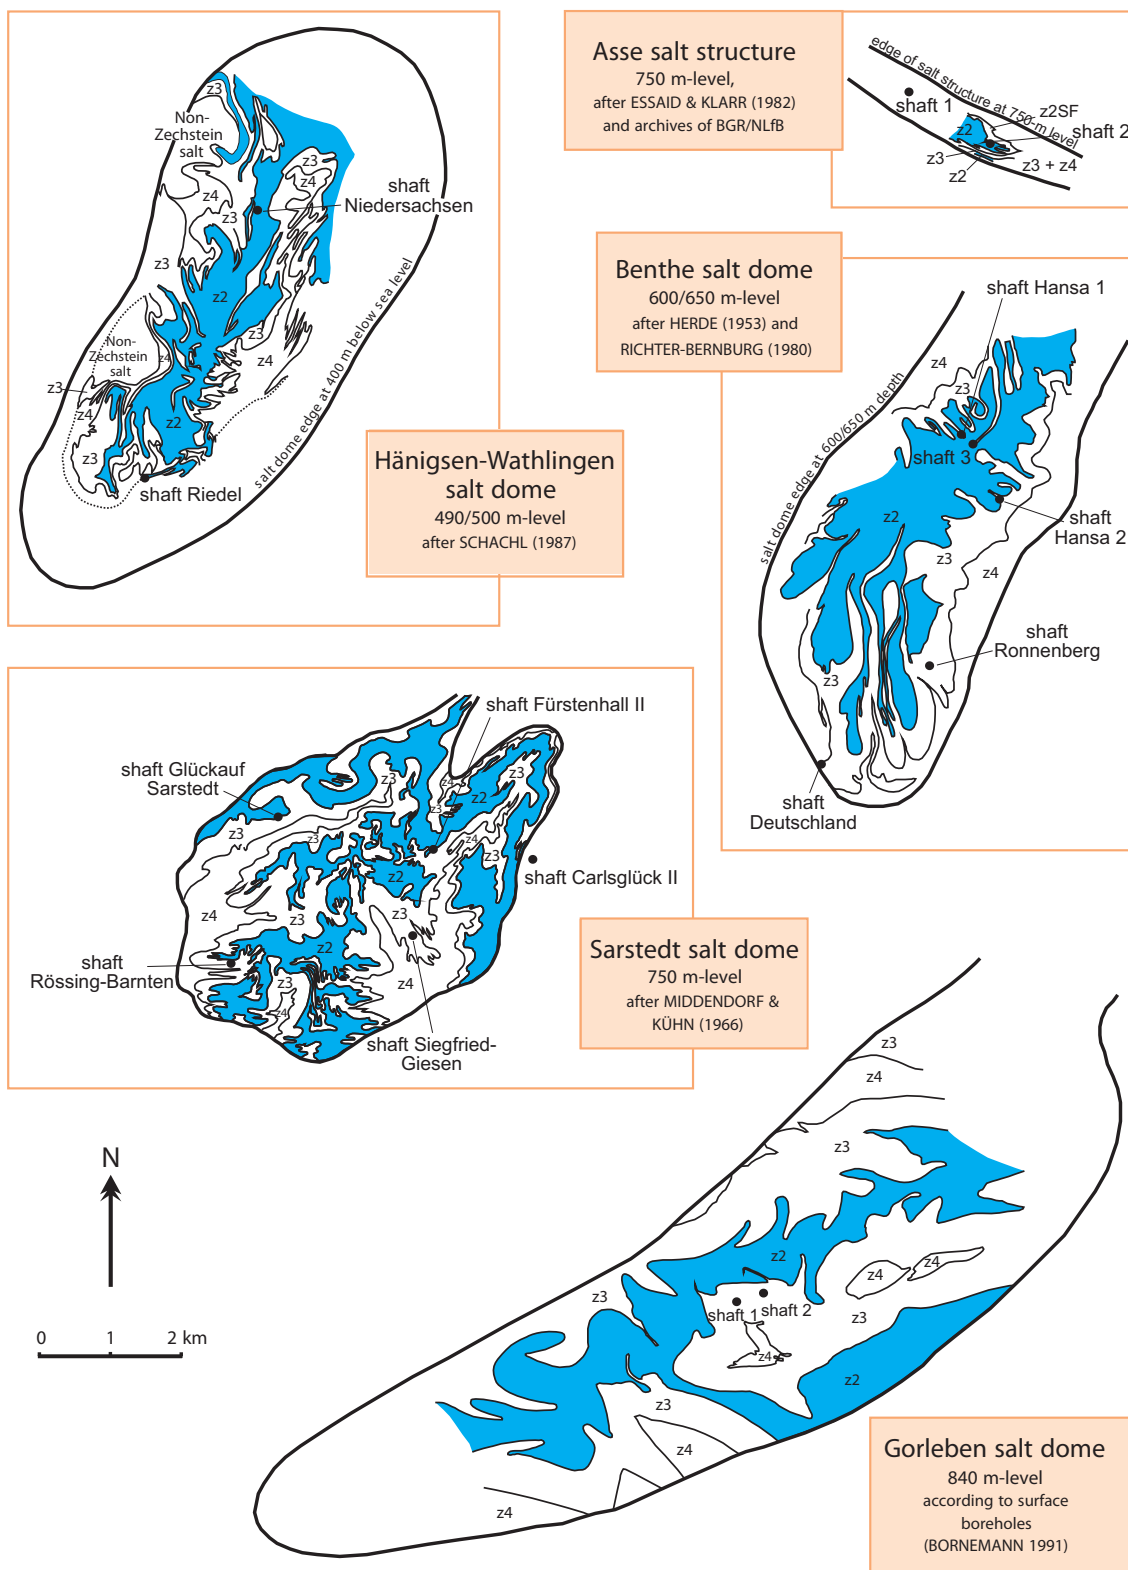 z3
Non-
Zechstein
salt
z3
z4
z4
z3
shaft
Niedersachsen
z3
z2
Non-
Zechstein
salt
z4
z3
z4
z3
z4
z2
z3
shaft Riedel
salt dome edge at 400 m below sea level
Hänigsen-Wathlingen
salt dome
490/500 m-level
after SCHACHL (1987)
Asse salt structure
750 m-level,
after ESSAID & KLARR (1982)
and archives of BGR/NLfB
edge of salt structure at 750-m level
shaft 1
z2SF
z2
shaft 2
z3
z2
z3 + z4
Benthe salt dome
600/650 m-level
after HERDE (1953) and
RICHTER-BERNBURG (1980)
shaft Hansa 1
z4
z3
shaft 3
salt dome edge at 600/650 m depth
z2
shaft
Hansa 2
z3
z4
shaft
Ronnenberg
z3
shaft
Deutschland
shaft Fürstenhall II
shaft Glückauf
Sarstedt
z3
z4
z3
z2
z3
z3
z3
z4
z3
z2
shaft Carlsglück II
z4
z3
z3
z2
shaft
Rössing-Barnten
z3
z4
z4
shaft Siegfried-
Giesen
Sarstedt salt dome
750 m-level
after MIDDENDORF &
KÜHN (1966)
N
0 1 2 km
z3
z4
z3
z2
z4
z4
z3
shaft 1
shaft 2
z3
z4
z2
z3
z4
z4
Gorleben salt dome
840 m-level
according to surface
boreholes
(BORNEMANN 1991)